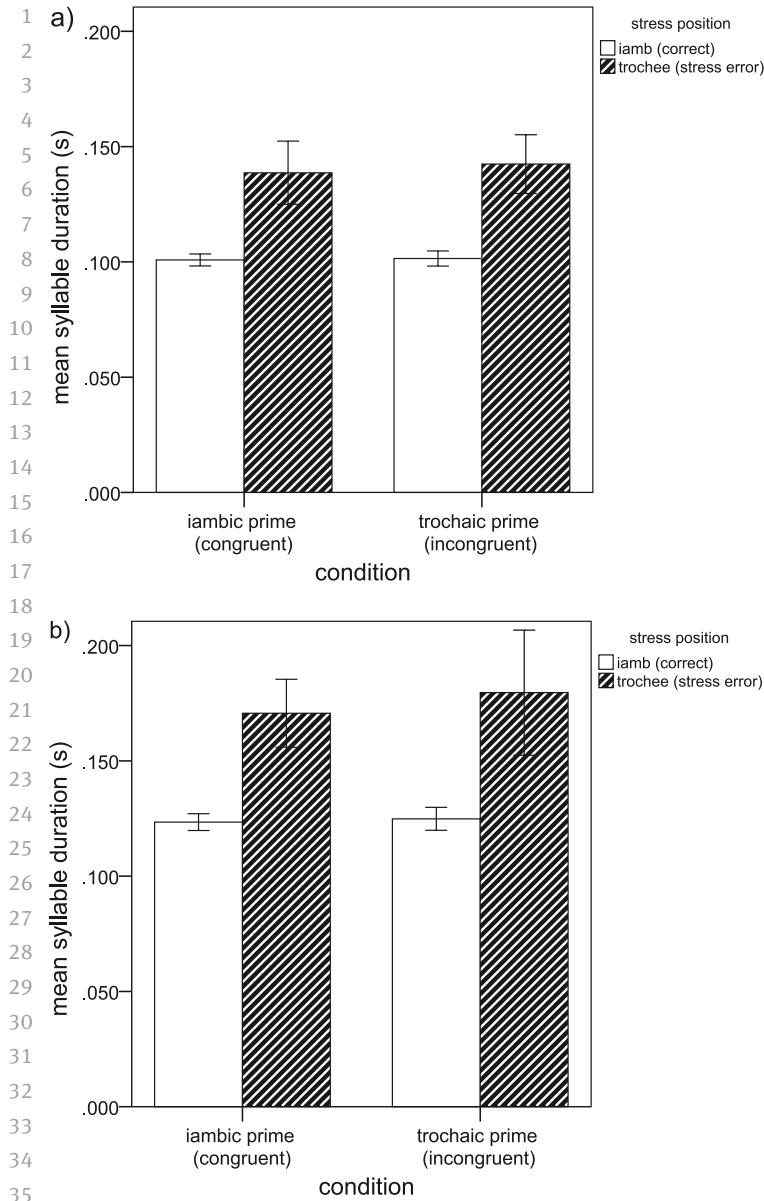 1
2
3
4
5
6
7
8
9
10
11
12
13
14
15
16
17
18
19
20
21
22
23
24
25
26
27
28
29
30
31
32
33
34
35
a)
mean syllable duration (s)
.200
.150
.100
.050
.000
iambic prime
(congruent)
trochaic prime
(incongruent)
condition
stress position
iamb (correct)
trochee (stress error)
b)
mean syllable duration (s)
.200
.150
.100
.050
.000
iambic prime
(congruent)
trochaic prime
(incongruent)
condition
stress position
iamb (correct)
trochee (stress error)